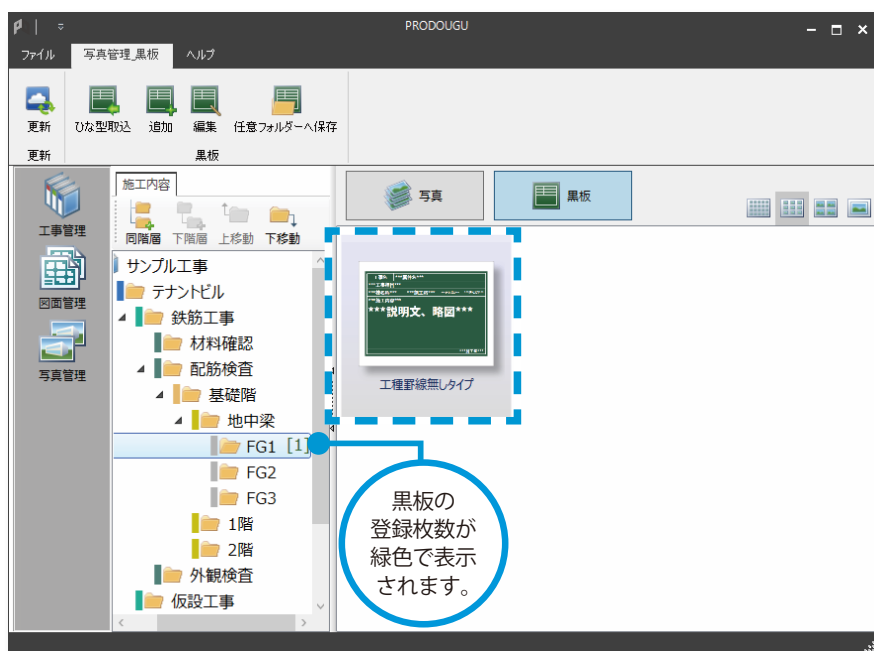 PRODOUGU
ファイル 写真管理_黒板 ヘルプ
更新 ひな型取込 追加 編集 任意フォルダーへ保存
更新 黒板
工事管理
図面管理
写真管理
施工内容
同階層 下階層 上移動 下移動
サンプル工事
テナントビル
鉄筋工事
材料確認
配筋検査
基礎階
地中梁
FG1 [1]
FG2
FG3
1階
2階
外観検査
仮設工事
写真 黒板
***説明文、略図***
工種罫線無しタイプ
黒板の
登録枚数が
緑色で表示
されます。